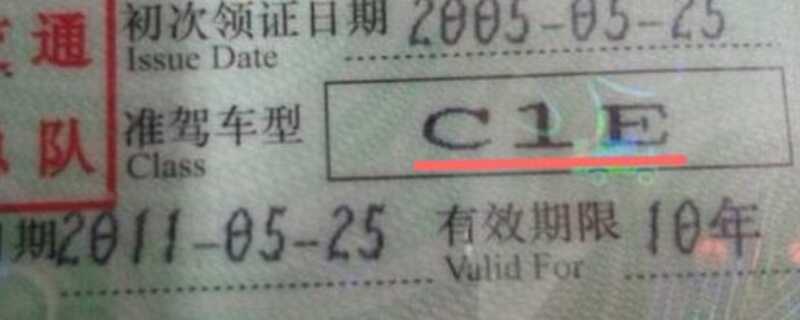 通
初次领证日期 2005-05-25
Issue Date
队
准驾车型 C1E
Class
期 2011-05-25 有效期限 10年
Valid For